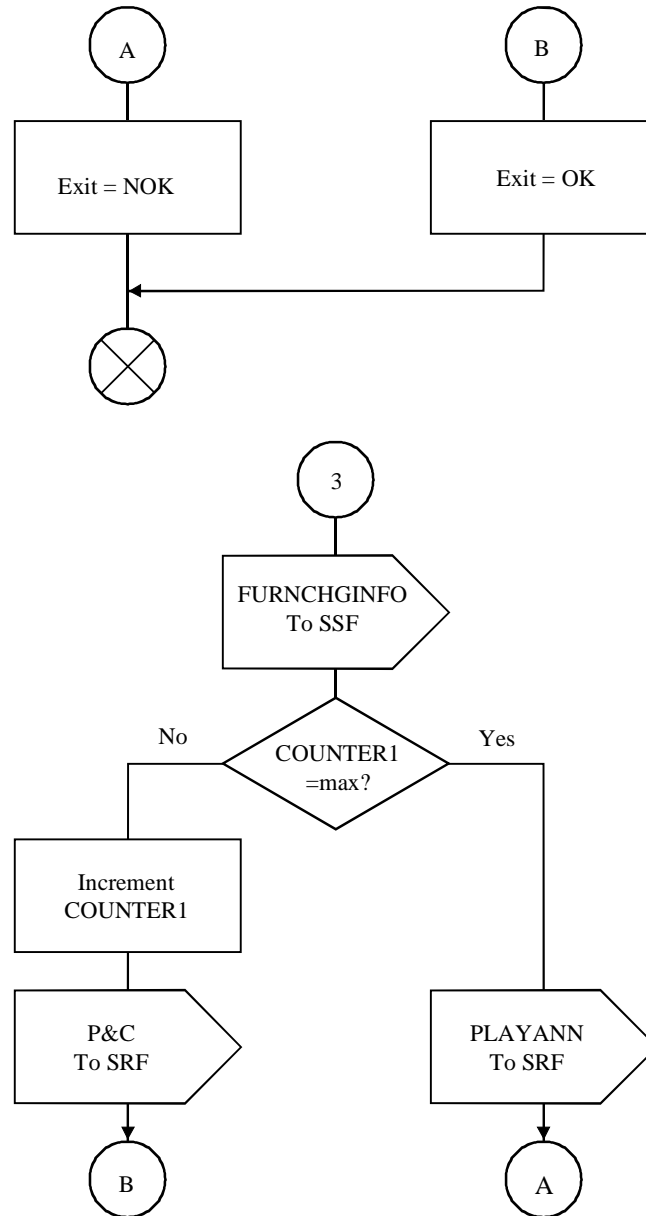 A
B
Exit = NOK
Exit = OK
3
FURNCHGINFO
To SSF
No
Yes
COUNTER1
=max?
Increment
COUNTER1
P&C
To SRF
PLAYANN
To SRF
B
A